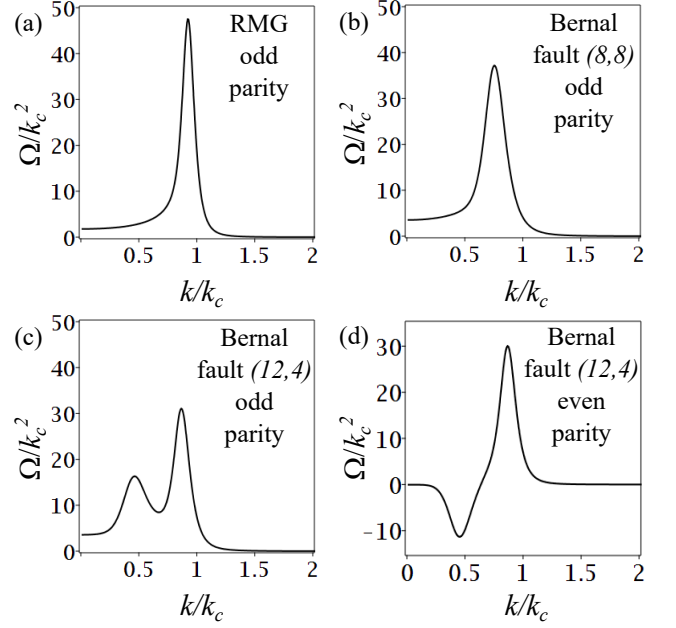 (a)
RMG
odd
parity
50
40
30
20
10
0
Ω/k_c^2
0.5
1
1.5
2
k/k_c
(b)
Bernal
fault (8,8)
odd
parity
50
40
30
20
10
0
Ω/k_c^2
0.5
1
1.5
2
k/k_c
(c)
Bernal
fault (12,4)
odd
parity
50
40
30
20
10
0
Ω/k_c^2
0.5
1
1.5
2
k/k_c
(d)
Bernal
fault (12,4)
even
parity
30
20
10
0
−10
Ω/k_c^2
0
0.5
1
1.5
2
k/k_c